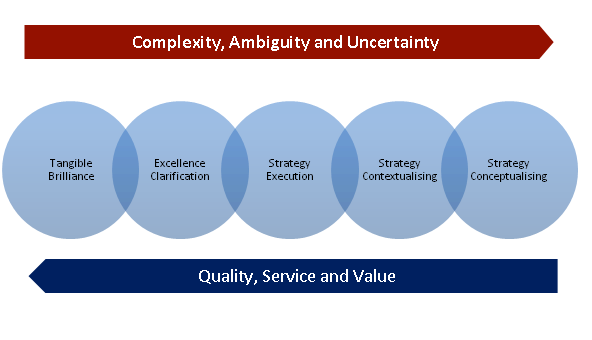 Complexity, Ambiguity and Uncertainty
Tangible
Brilliance
Excellence
Clarification
Strategy
Execution
Strategy
Contextualising
Strategy
Conceptualising
Quality, Service and Value